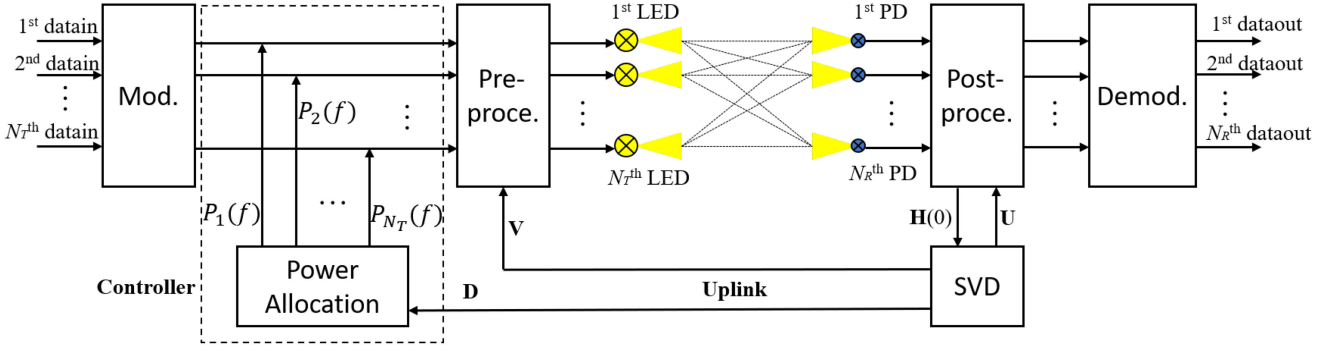 1st datain
2nd datain
⋮
NTth datain
Mod.
P1(f)
P2(f)
⋮
⋯
PNT(f)
Controller
Power
Allocation
Pre-
proce.
⋮
1st LED
NTth LED
1st PD
⋮
NRth PD
Post-
proce.
⋮
Demod.
1st dataout
2nd dataout
⋮
NRth dataout
V
D
Uplink
H(0)
U
SVD